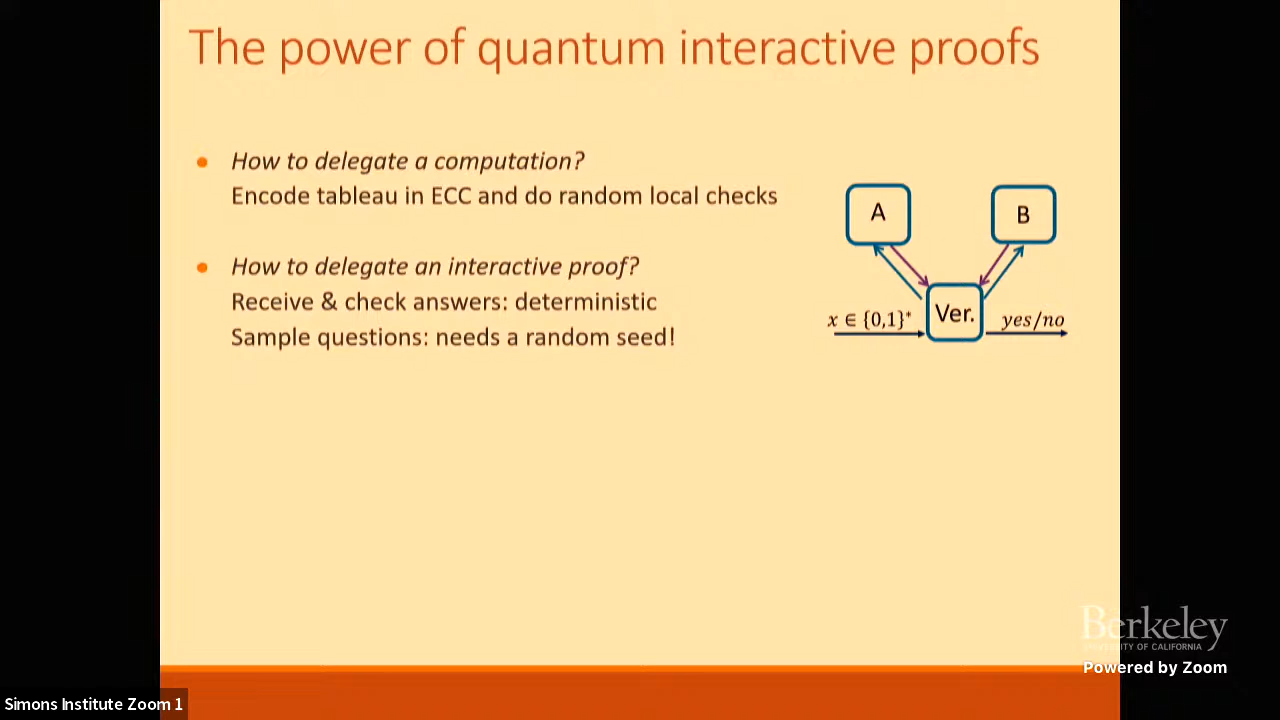 The power of quantum interactive proofs
How to delegate a computation?
Encode tableau in ECC and do random local checks
How to delegate an interactive proof?
Receive & check answers: deterministic
Sample questions: needs a random seed!
A
B
x ∈ {0,1}*
Ver.
yes/no
Berkeley
UNIVERSITY OF CALIFORNIA
Powered by Zoom
Simons Institute Zoom 1